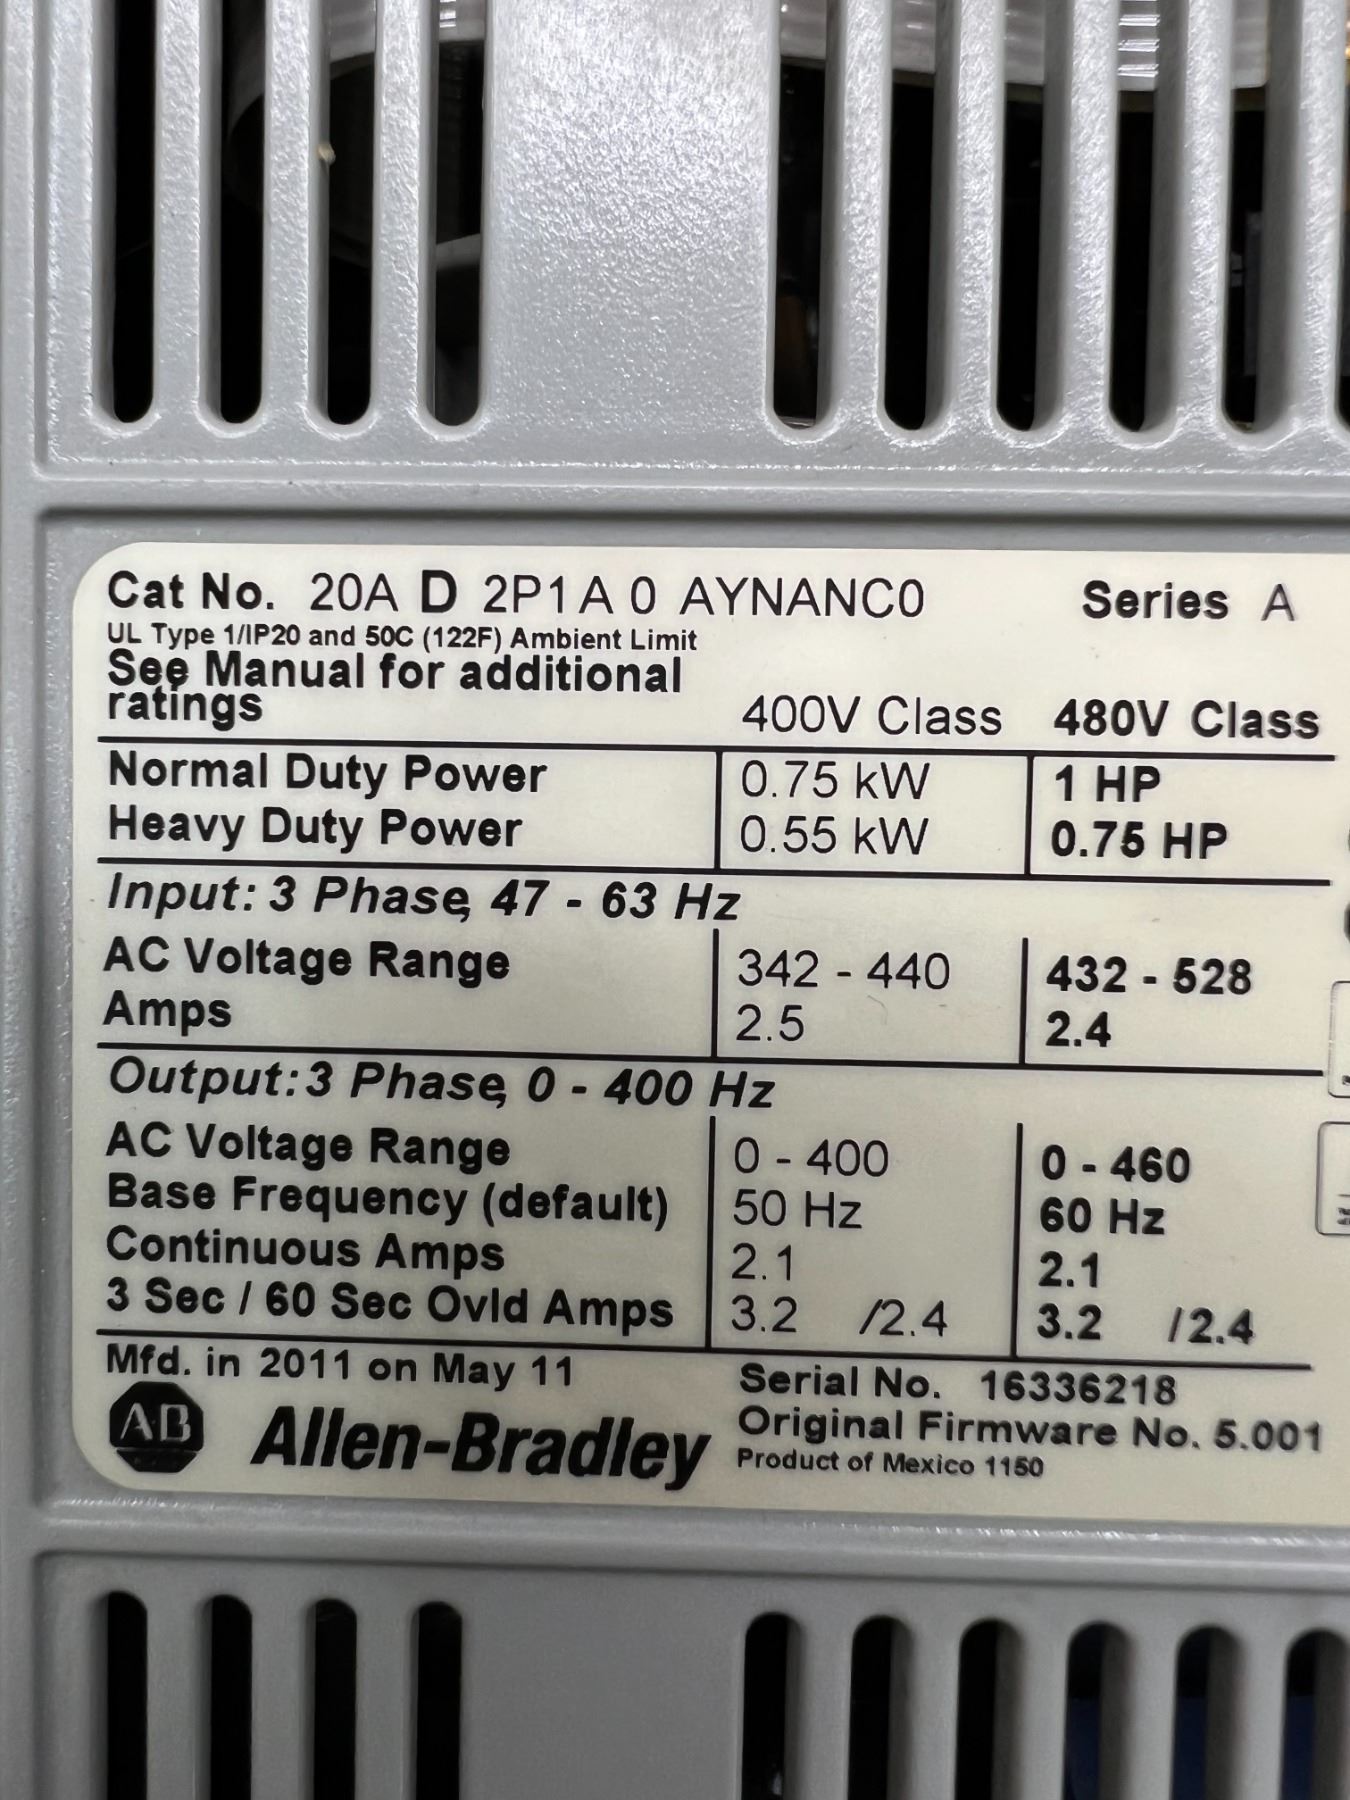 Cat No. 20A D 2P1A 0 AYNANC0 Series A
UL Type 1/IP20 and 50C (122F) Ambient Limit
See Manual for additional
ratings 400V Class 480V Class
Normal Duty Power 0.75 kW 1 HP
Heavy Duty Power 0.55 kW 0.75 HP
Input: 3 Phase, 47 - 63 Hz
AC Voltage Range 342 - 440 432 - 528
Amps 2.5 2.4
Output: 3 Phase, 0 - 400 Hz
AC Voltage Range 0 - 400 0 - 460
Base Frequency (default) 50 Hz 60 Hz
Continuous Amps 2.1 2.1
3 Sec / 60 Sec Ovld Amps 3.2 /2.4 3.2 /2.4
Mfd. in 2011 on May 11 Serial No. 16336218
AB Allen-Bradley Original Firmware No. 5.001
Product of Mexico 1150